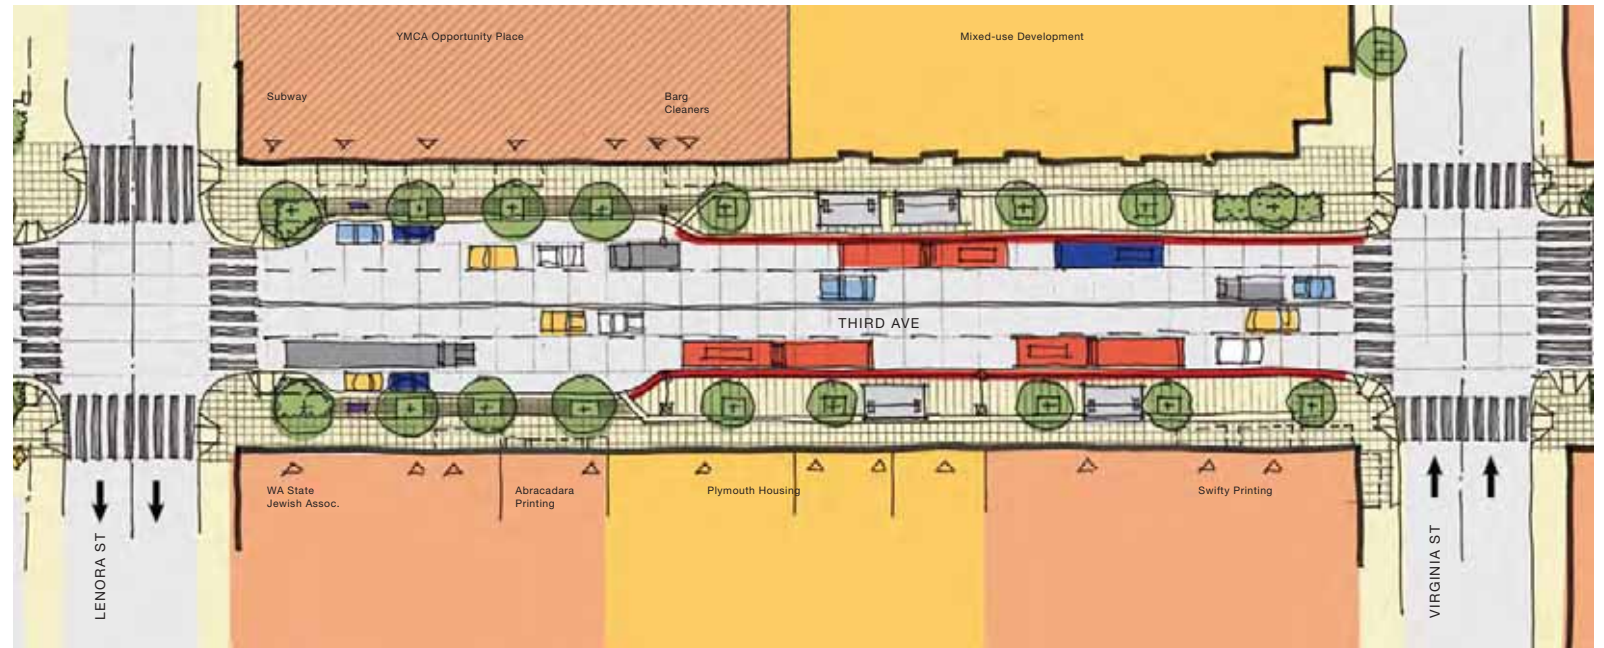 YMCA Opportunity Place
Mixed-use Development
Subway
Barg
Cleaners
THIRD AVE
WA State
Jewish Assoc.
Abracadara
Printing
Plymouth Housing
Swifty Printing
LENORA ST
VIRGINIA ST